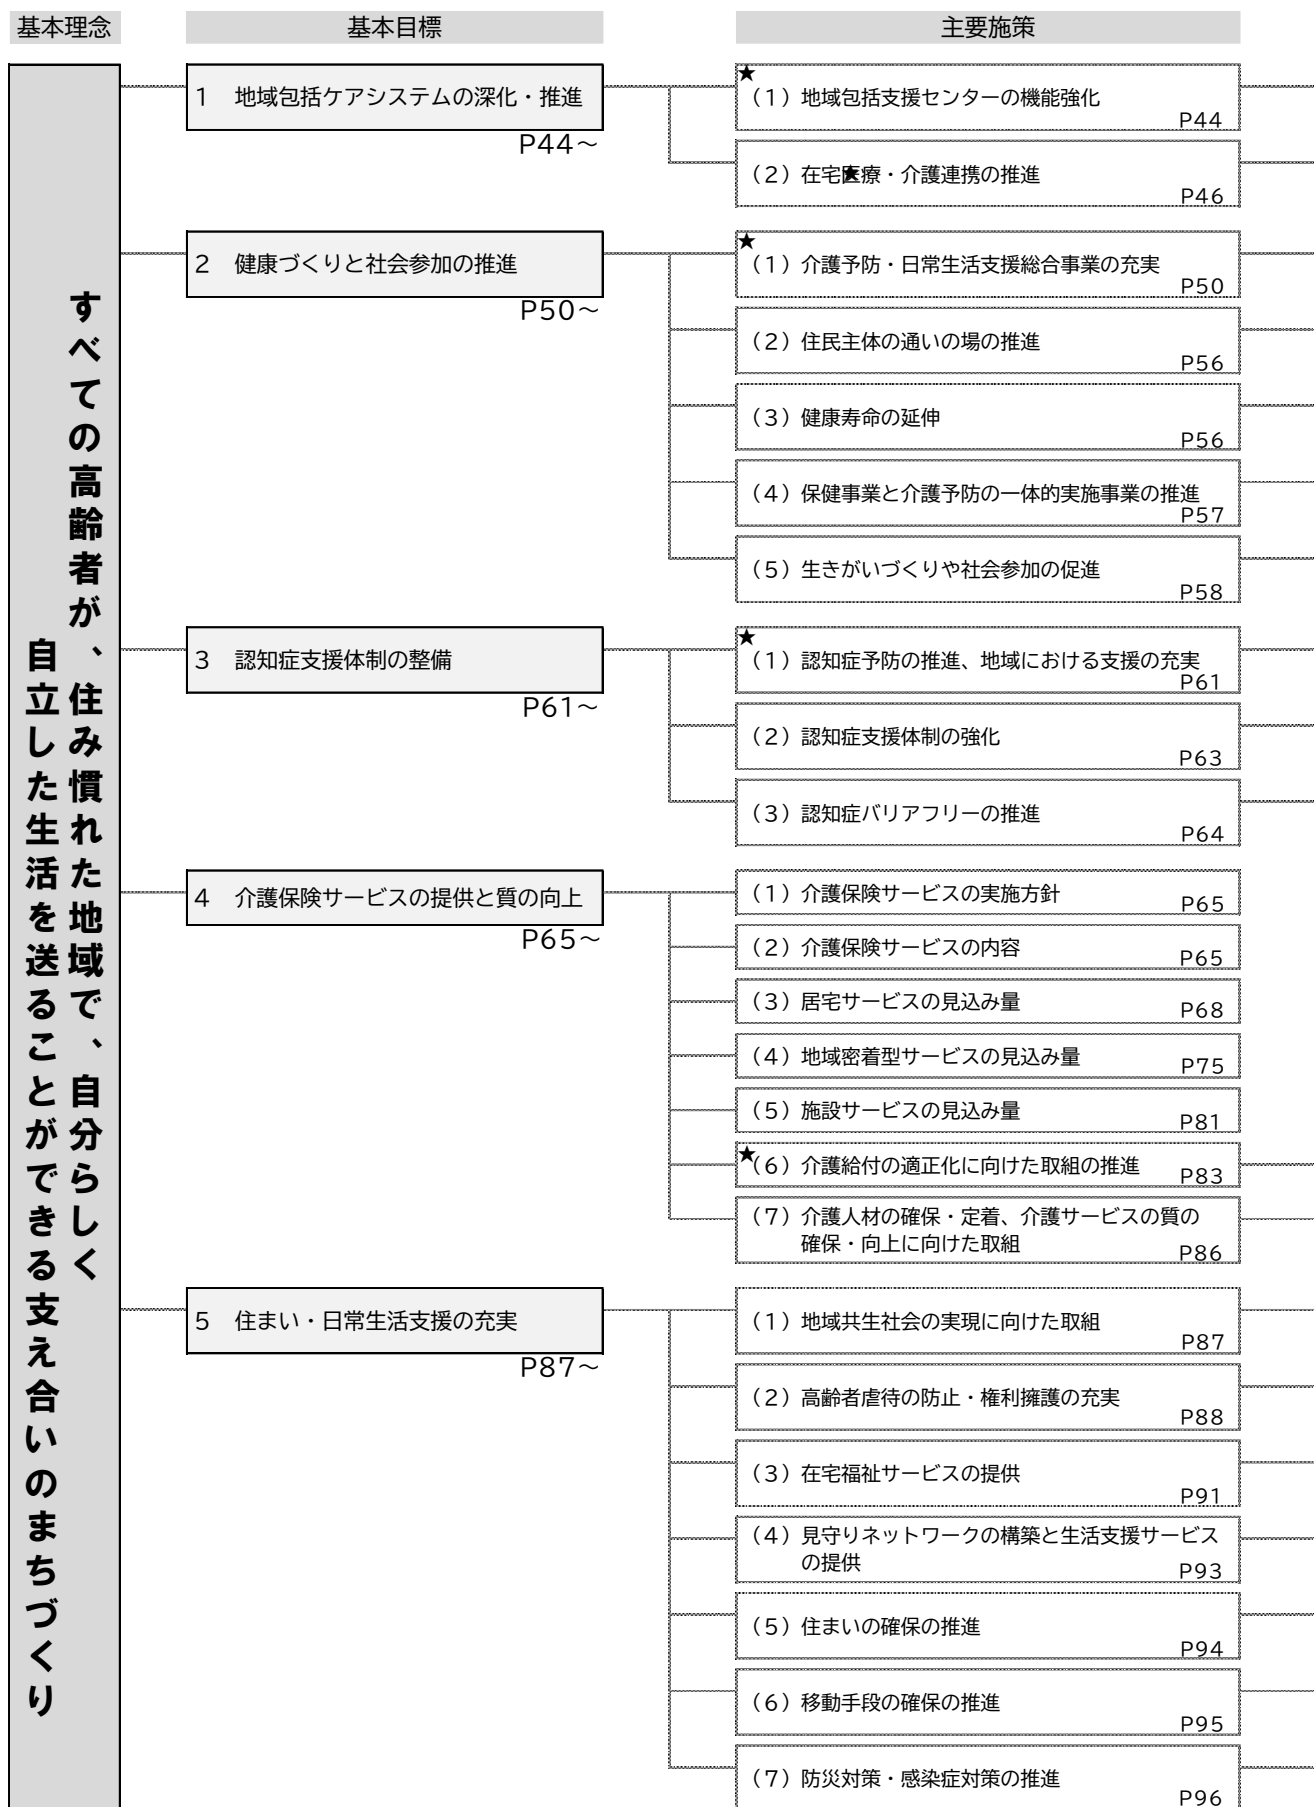 基本理念
基本目標
主要施策
すべての高齢者が、住み慣れた地域で、自分らしく
自立した生活を送ることができる支え合いのまちづくり
1 地域包括ケアシステムの深化・推進
P44～
★
（1）地域包括支援センターの機能強化
P44
（2）在宅医療・介護連携の推進
★
P46
2 健康づくりと社会参加の推進
P50～
★
（1）介護予防・日常生活支援総合事業の充実
P50
（2）住民主体の通いの場の推進
P56
（3）健康寿命の延伸
P56
（4）保健事業と介護予防の一体的実施事業の推進
P57
（5）生きがいづくりや社会参加の促進
P58
3 認知症支援体制の整備
P61～
★
（1）認知症予防の推進、地域における支援の充実
P61
（2）認知症支援体制の強化
P63
（3）認知症バリアフリーの推進
P64
4 介護保険サービスの提供と質の向上
P65～
（1）介護保険サービスの実施方針
P65
（2）介護保険サービスの内容
P65
（3）居宅サービスの見込み量
P68
（4）地域密着型サービスの見込み量
P75
（5）施設サービスの見込み量
P81
★
（6）介護給付の適正化に向けた取組の推進
P83
（7）介護人材の確保・定着、介護サービスの質の
確保・向上に向けた取組
P86
5 住まい・日常生活支援の充実
P87～
（1）地域共生社会の実現に向けた取組
P87
（2）高齢者虐待の防止・権利擁護の充実
P88
（3）在宅福祉サービスの提供
P91
（4）見守りネットワークの構築と生活支援サービス
の提供
P93
（5）住まいの確保の推進
P94
（6）移動手段の確保の推進
P95
（7）防災対策・感染症対策の推進
P96